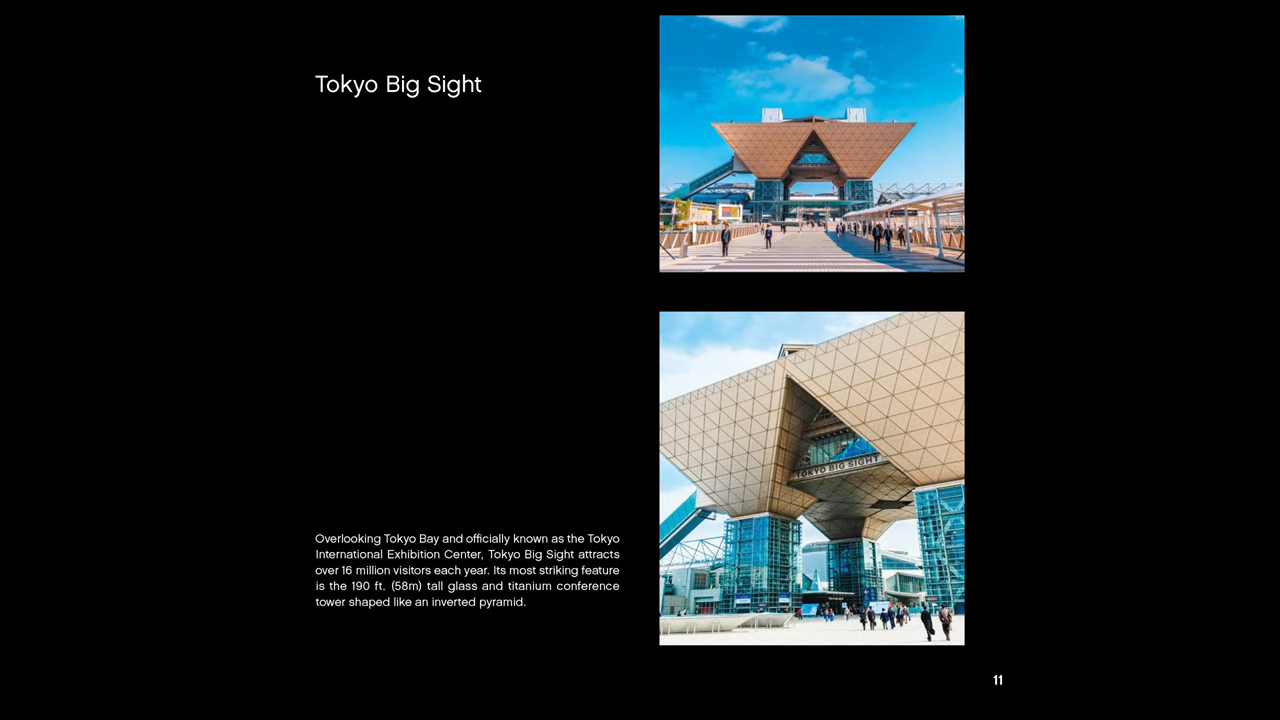 Tokyo Big Sight
TOKYO BIG SIGHT
Overlooking Tokyo Bay and officially known as the Tokyo
International Exhibition Center, Tokyo Big Sight attracts
over 16 million visitors each year. Its most striking feature
is the 190 ft. (58m) tall glass and titanium conference
tower shaped like an inverted pyramid.
11